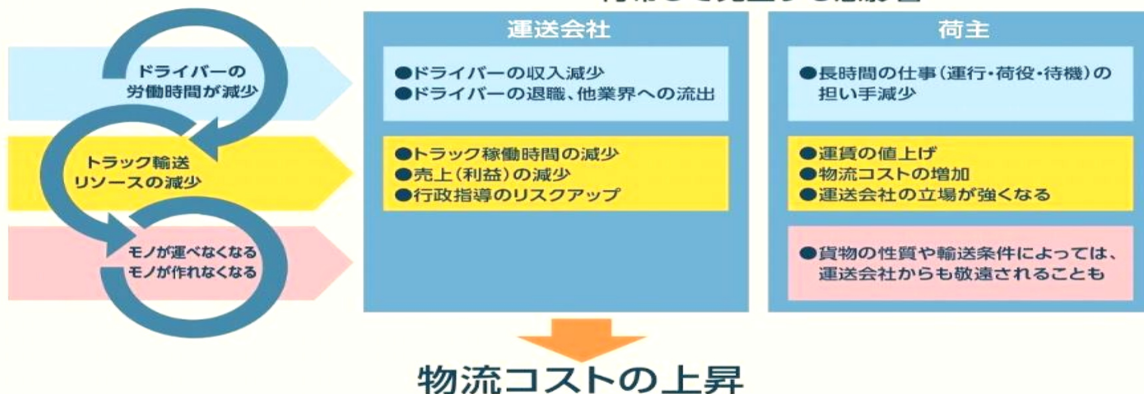 運送会社
荷主
ドライバーの
労働時間が減少
●ドライバーの収入減少
●ドライバーの退職、他業界への流出
●長時間の仕事(運行・荷役・待機)の
担い手減少
トラック輸送
リソースの減少
●トラック稼働時間の減少
●売上(利益)の減少
●行政指導のリスクアップ
●運賃の値上げ
●物流コストの増加
●運送会社の立場が強くなる
モノが運べなくなる
モノが作れなくなる
●貨物の性質や輸送条件によっては、
運送会社からも敬遠されることも
物流コストの上昇